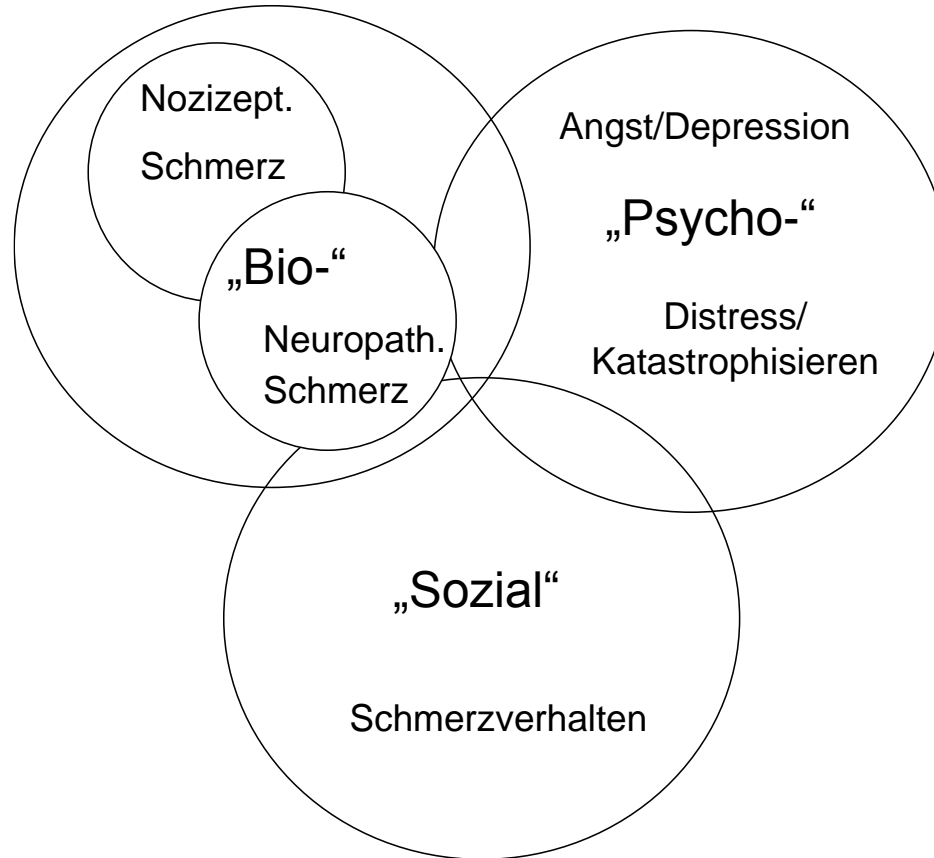 Nozizept.
Schmerz
„Bio-“
Neuropath.
Schmerz
Angst/Depression
„Psycho-“
Distress/
Katastrophisieren
„Sozial“
Schmerzverhalten